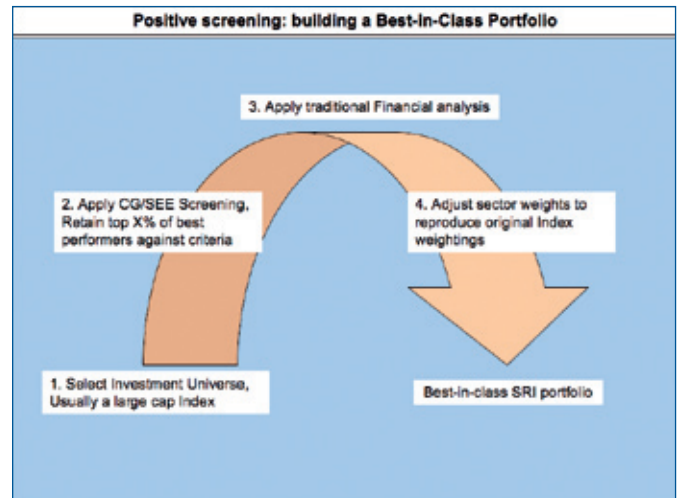 Positive screening: building a Best-in-Class Portfolio
3. Apply traditional Financial analysis
2. Apply CG/SEE Screening,
Retain top X% of best
performers against criteria
4. Adjust sector weights to
reproduce original Index
weightings
1. Select Investment Universe,
Usually a large cap Index
Best-in-class SRI portfolio